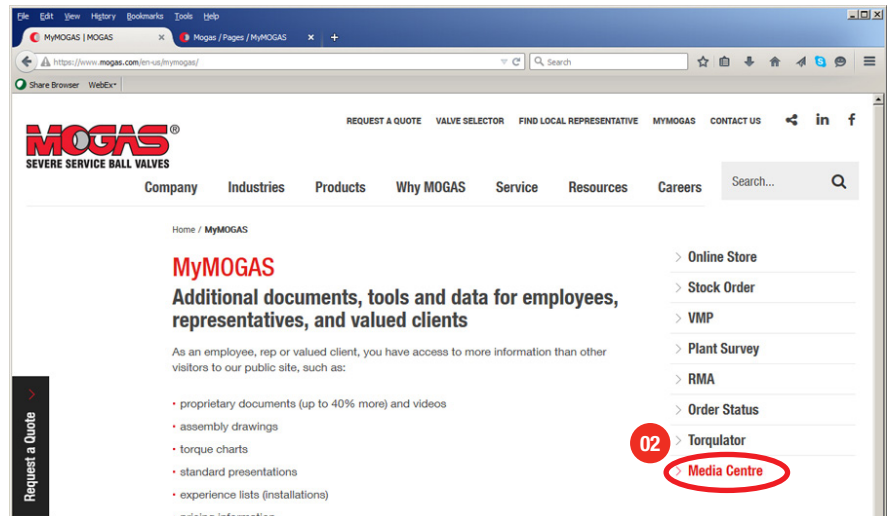 File Edit View History Bookmarks Tools Help
MyMOGAS | MOGAS × Mogas / Pages / MyMOGAS × +
https://www.mogas.com/en-us/mymogas/ Search
Share Browser WebEx
REQUEST A QUOTE VALVE SELECTOR FIND LOCAL REPRESENTATIVE MYMOGAS CONTACT US in f
MOGAS®
SEVERE SERVICE BALL VALVES
Company Industries Products Why MOGAS Service Resources Careers Search...
Home / MyMOGAS
MyMOGAS
Additional documents, tools and data for employees,
representatives, and valued clients
As an employee, rep or valued client, you have access to more information than other
visitors to our public site, such as:
• proprietary documents (up to 40% more) and videos
• assembly drawings
• torque charts
• standard presentations
• experience lists (installations)
• pricing information
> Online Store
> Stock Order
> VMP
> Plant Survey
> RMA
> Order Status
02
> Torqulator
> Media Centre
Request a Quote >